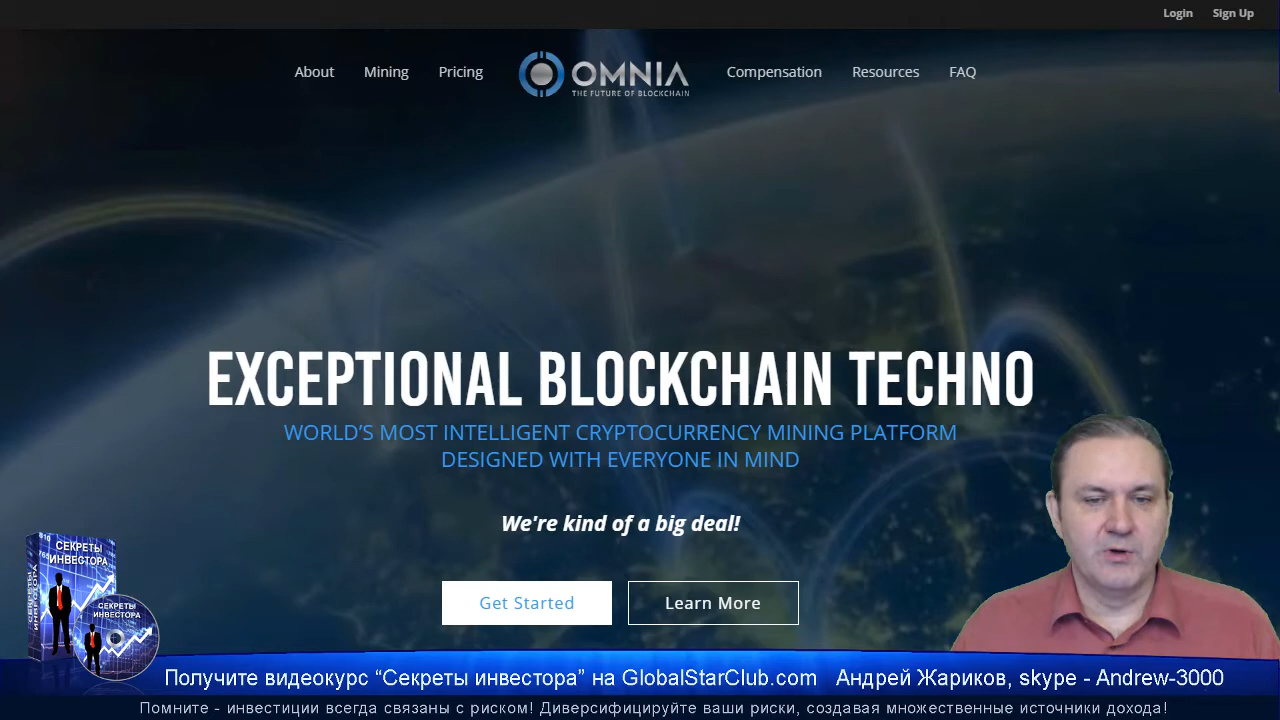 Login Sign Up
About Mining Pricing OMNIA Compensation Resources FAQ
THE FUTURE OF BLOCKCHAIN
EXCEPTIONAL BLOCKCHAIN TECHNO
WORLD'S MOST INTELLIGENT CRYPTOCURRENCY MINING PLATFORM
DESIGNED WITH EVERYONE IN MIND
We're kind of a big deal!
Get Started Learn More
СЕКРЕТЫ
ИНВЕСТОРА
СЕКРЕТЫ
ИНВЕСТОРА
Получите видеокурс “Секреты инвестора” на GlobalStarClub.com Андрей Жариков, skype - Andrew-3000
Помните - инвестиции всегда связаны с риском! Диверсифицируйте ваши риски, создавая множественные источники дохода!